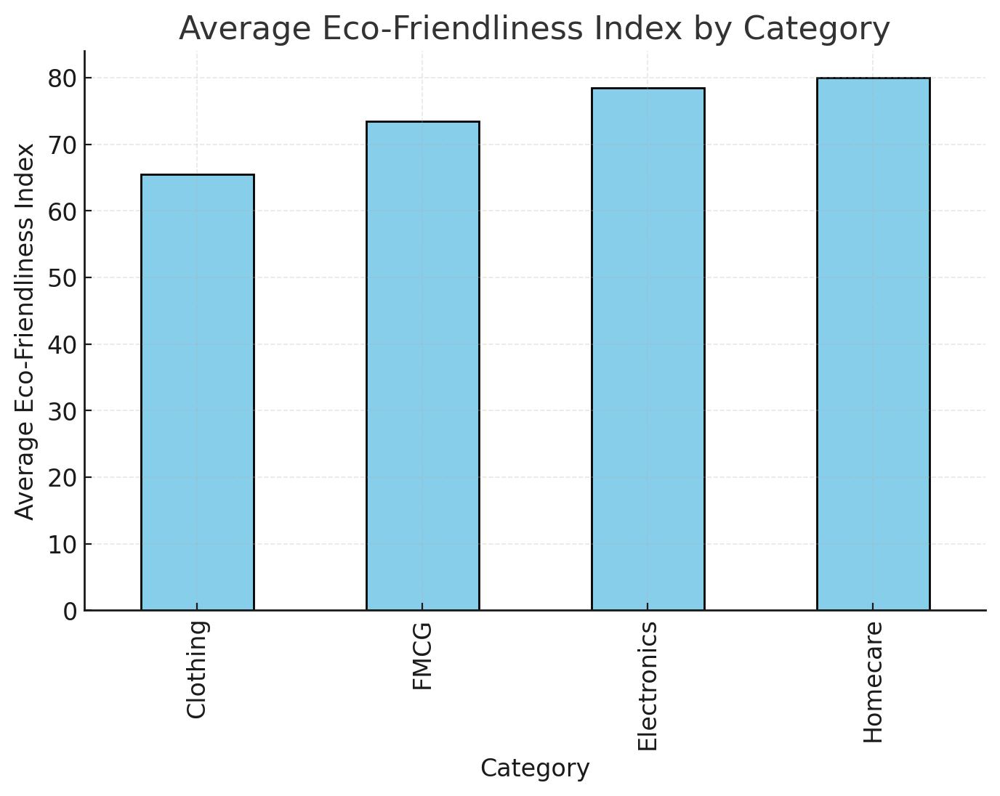 Average Eco-Friendliness Index by Category
Average Eco-Friendliness Index
80
70
60
50
40
30
20
10
0
Clothing
FMCG
Electronics
Homecare
Category